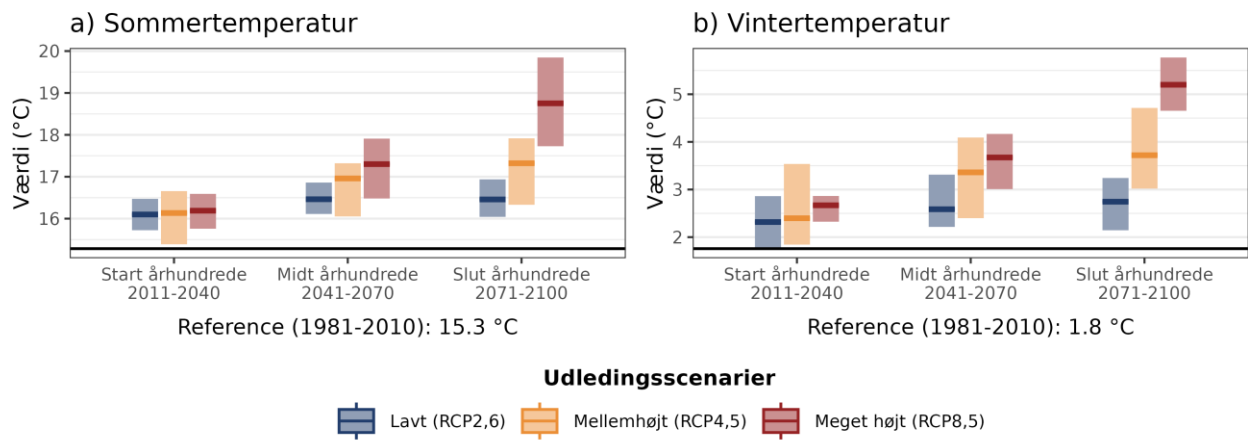 a) Sommertemperatur
Værdi (°C)
20
19
18
17
16
Start århundrede
2011-2040
Midt århundrede
2041-2070
Slut århundrede
2071-2100
Reference (1981-2010): 15.3 °C
b) Vintertemperatur
Værdi (°C)
5
4
3
2
Start århundrede
2011-2040
Midt århundrede
2041-2070
Slut århundrede
2071-2100
Reference (1981-2010): 1.8 °C
Udledingsscenarier
Lavt (RCP2,6)
Mellemhøjt (RCP4,5)
Meget højt (RCP8,5)